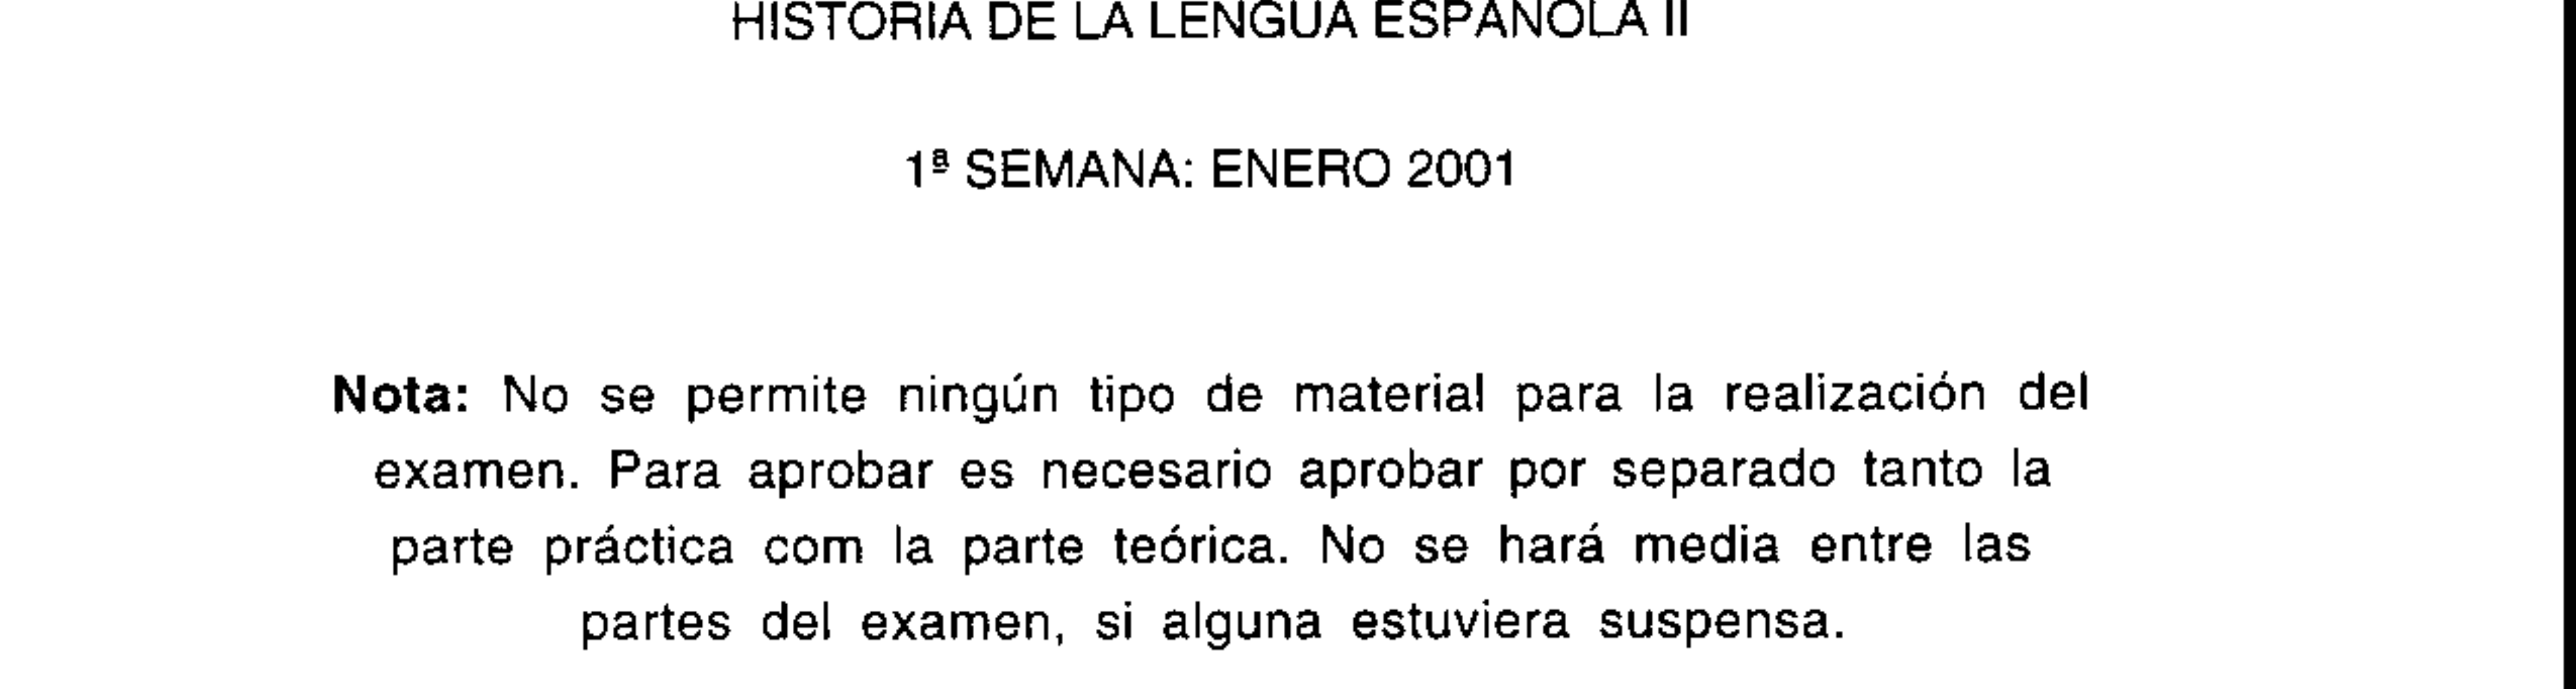 HISTORIA DE LA LENGUA ESPAÑOLA II
1ª SEMANA: ENERO 2001
Nota: No se permite ningún tipo de material para la realización del
examen. Para aprobar es necesario aprobar por separado tanto la
parte práctica com la parte teórica. No se hará media entre las
partes del examen, si alguna estuviera suspensa.